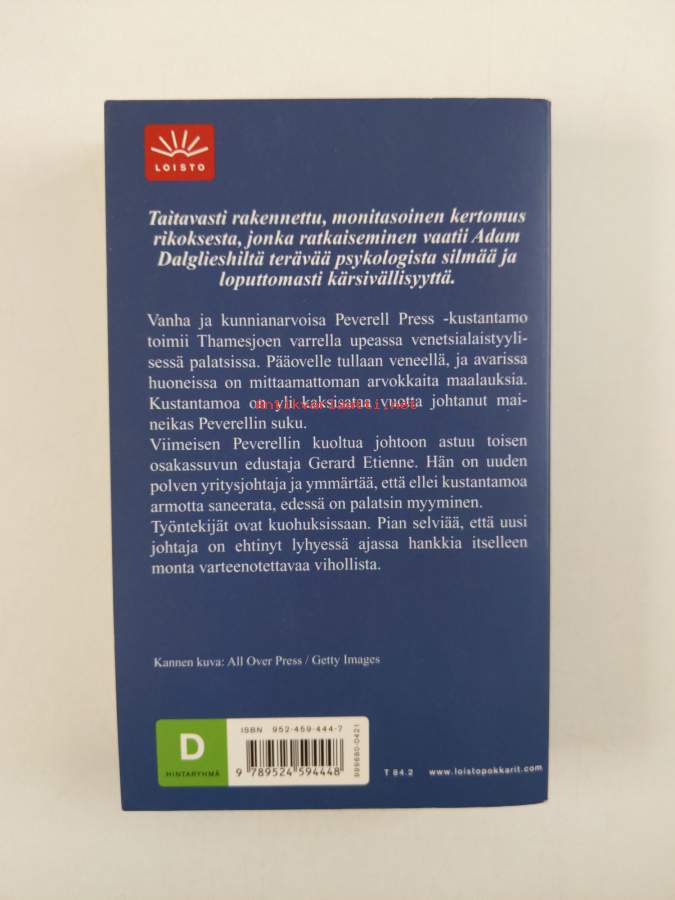 LOISTO
Taitavasti rakennettu, monitasoinen kertomus
rikoksesta, jonka ratkaiseminen vaatii Adam
Dalglieshiltä terävää psykologista silmää ja
loputtomasti kärsivällisyyttä.
Vanha ja kunnianarvoisa Peverell Press -kustantamo
toimii Thamesjoen varrella upeassa venetsialaistyyli-
sessä palatsissa. Pääovelle tullaan veneellä, ja avarissa
huoneissa on mittaamattoman arvokkaita maalauksia.
Kustantamoa on yli kaksisataa vuotta johtanut mai-
neikas Peverellin suku.
antikvariaatti.net
Viimeisen Peverellin kuoltua johtoon astuu toisen
osakassuvun edustaja Gerard Etienne. Hän on uuden
polven yritysjohtaja ja ymmärtää, että ellei kustantamoa
armotta saneerata, edessä on palatsin myyminen.
Työntekijät ovat kuohuksissaan. Pian selviää, että uusi
johtaja on ehtinyt lyhyessä ajassa hankkia itselleen
monta varteenotettavaa vihollista.
Kannen kuva: All Over Press / Getty Images
D
HINTARYHMÄ
ISBN 952-459-444-7
9 789524 594448
999680-0421
T 84.2
www.loistopokkarit.com